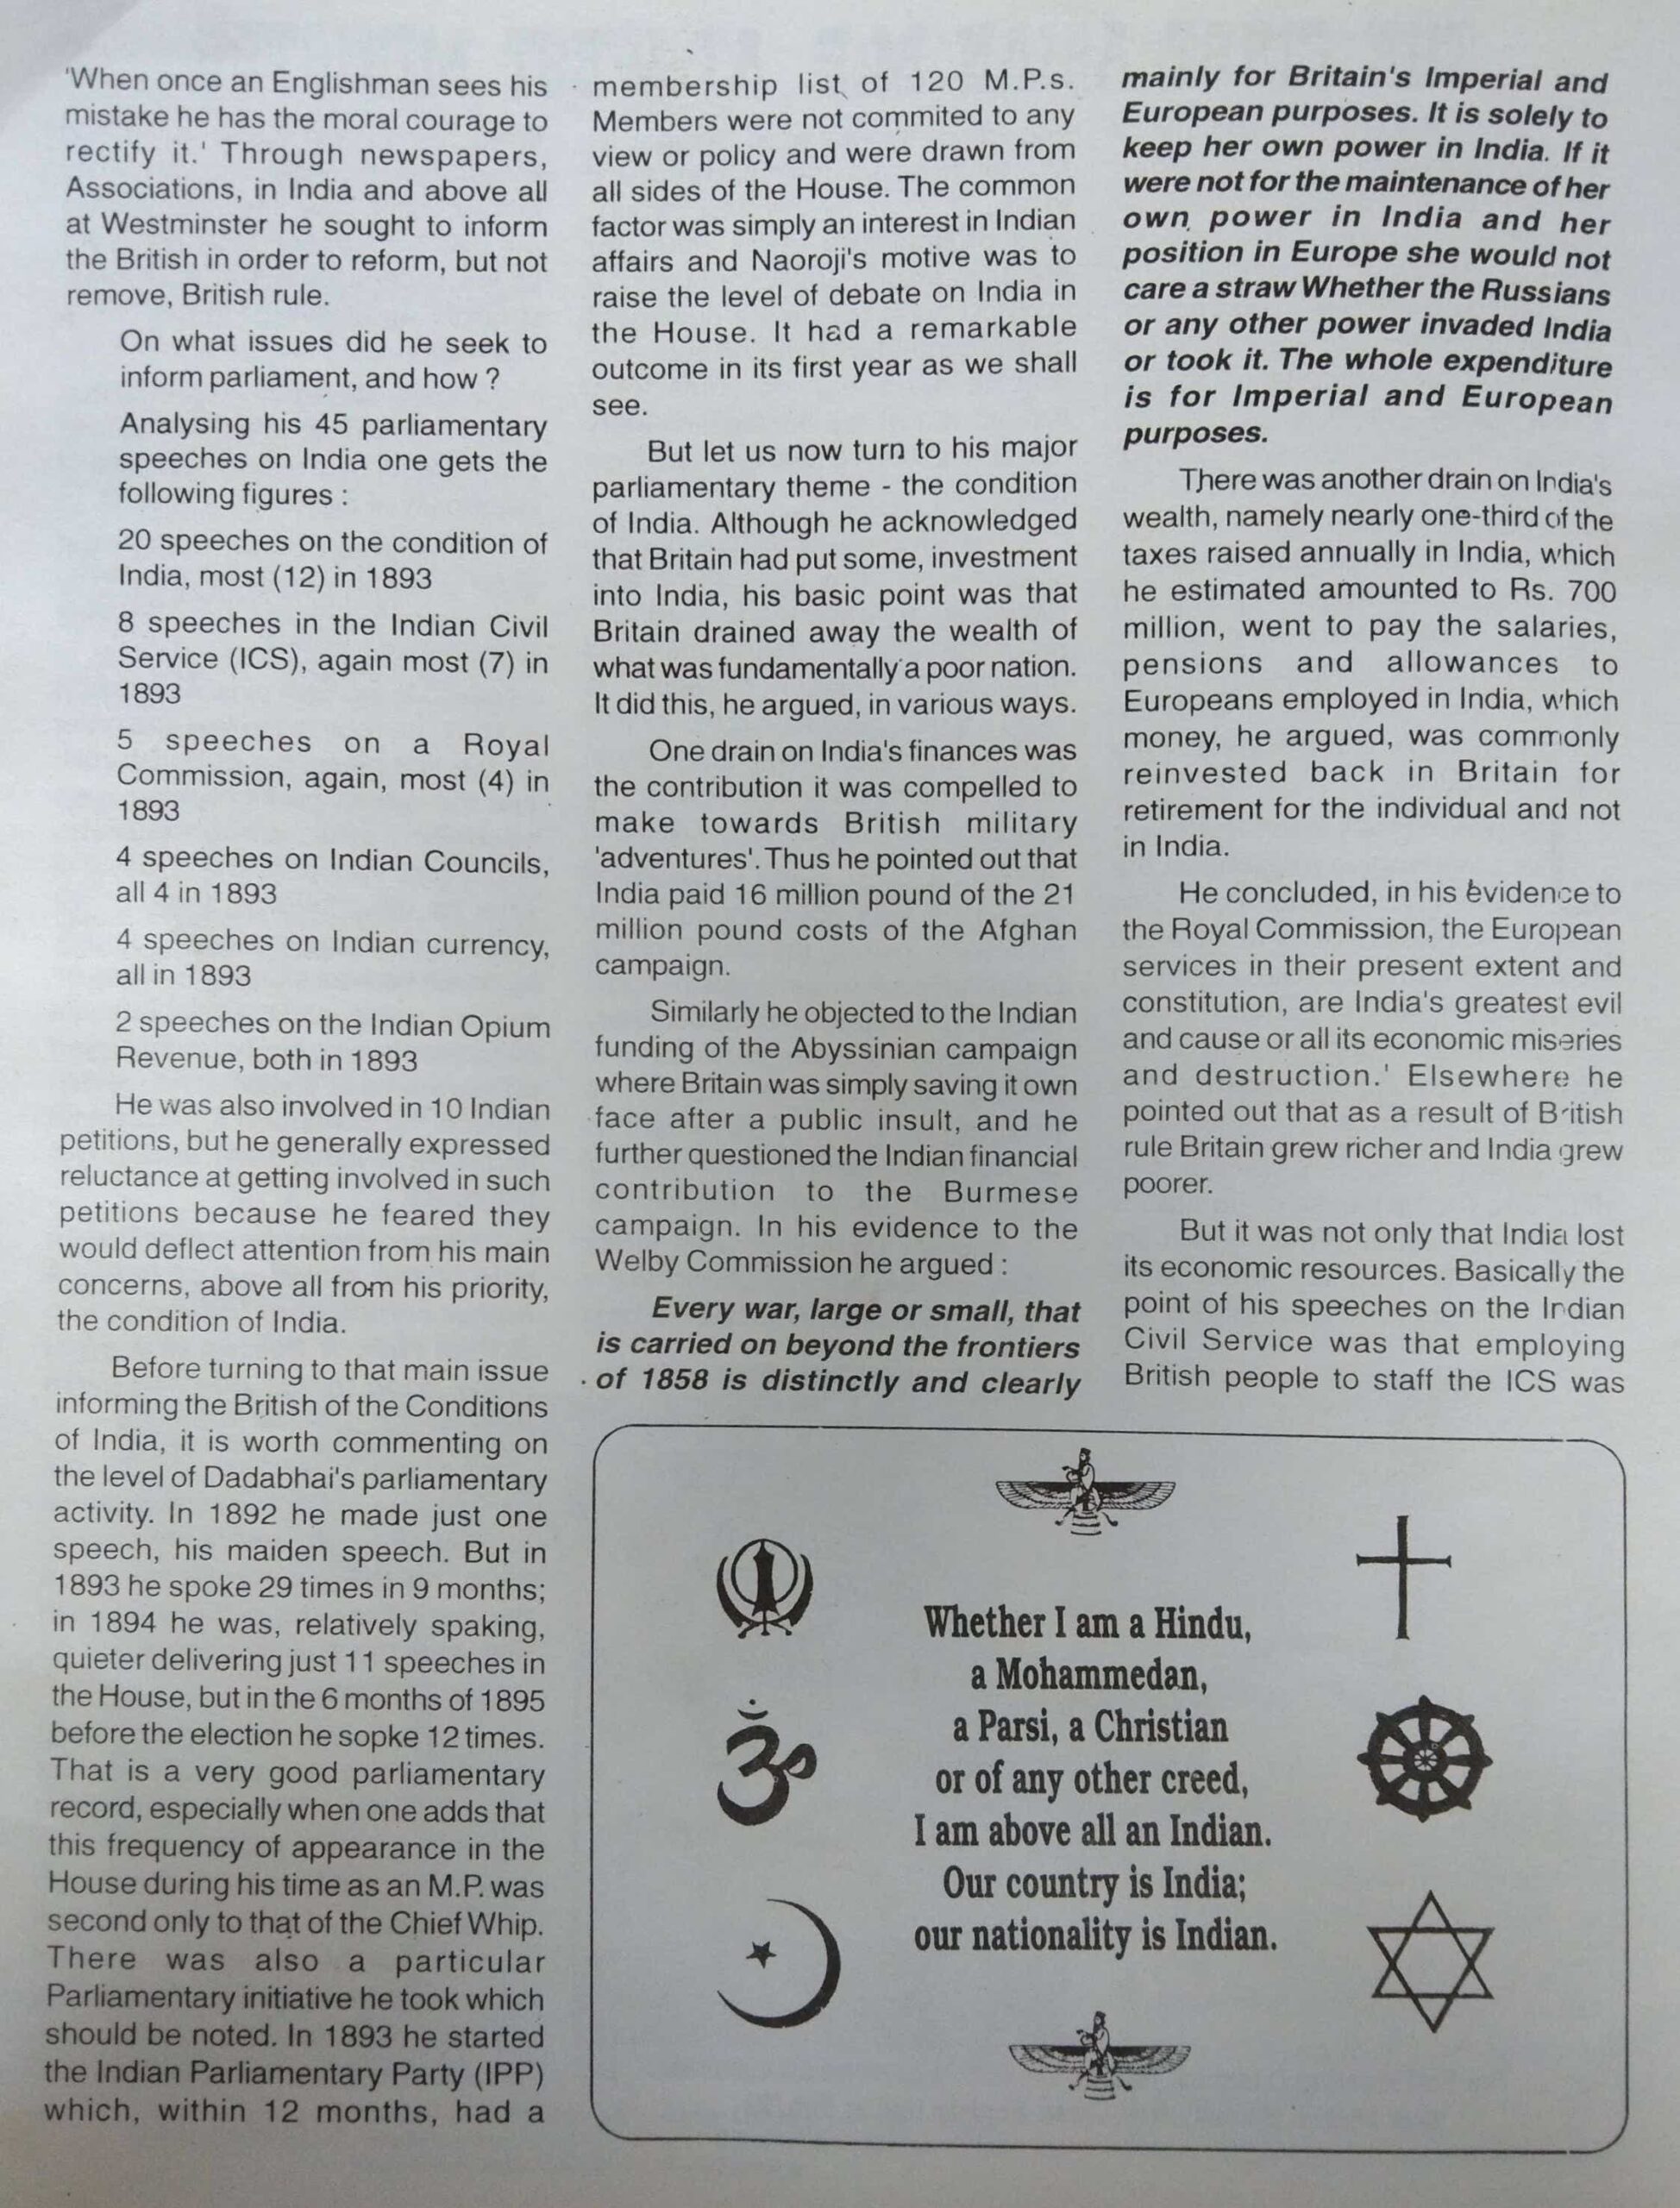 'When once an Englishman sees his
mistake he has the moral courage to
rectify it.' Through newspapers,
Associations, in India and above all
at Westminster he sought to inform
the British in order to reform, but not
remove, British rule.
On what issues did he seek to
inform parliament, and how ?
Analysing his 45 parliamentary
speeches on India one gets the
following figures :
20 speeches on the condition of
India, most (12) in 1893
8 speeches in the Indian Civil
Service (ICS), again most (7) in
1893
5 speeches on a Royal
Commission, again, most (4) in
1893
4 speeches on Indian Councils,
all 4 in 1893
4 speeches on Indian currency,
all in 1893
2 speeches on the Indian Opium
Revenue, both in 1893
He was also involved in 10 Indian
petitions, but he generally expressed
reluctance at getting involved in such
petitions because he feared they
would deflect attention from his main
concerns, above all from his priority,
the condition of India.
Before turning to that main issue
informing the British of the Conditions
of India, it is worth commenting on
the level of Dadabhai's parliamentary
activity. In 1892 he made just one
speech, his maiden speech. But in
1893 he spoke 29 times in 9 months;
in 1894 he was, relatively spaking,
quieter delivering just 11 speeches in
the House, but in the 6 months of 1895
before the election he sopke 12 times.
That is a very good parliamentary
record, especially when one adds that
this frequency of appearance in the
House during his time as an M.P. was
second only to that of the Chief Whip.
There was also a particular
Parliamentary initiative he took which
should be noted. In 1893 he started
the Indian Parliamentary Party (IPP)
which, within 12 months, had a
membership list of 120 M.P.s.
Members were not commited to any
view or policy and were drawn from
all sides of the House. The common
factor was simply an interest in Indian
affairs and Naoroji's motive was to
raise the level of debate on India in
the House. It had a remarkable
outcome in its first year as we shall
see.
But let us now turn to his major
parliamentary theme - the condition
of India. Although he acknowledged
that Britain had put some, investment
into India, his basic point was that
Britain drained away the wealth of
what was fundamentally a poor nation.
It did this, he argued, in various ways.
One drain on India's finances was
the contribution it was compelled to
make towards British military
'adventures'. Thus he pointed out that
India paid 16 million pound of the 21
million pound costs of the Afghan
campaign.
Similarly he objected to the Indian
funding of the Abyssinian campaign
where Britain was simply saving it own
face after a public insult, and he
further questioned the Indian financial
contribution to the Burmese
campaign. In his evidence to the
Welby Commission he argued :
Every war, large or small, that
is carried on beyond the frontiers
of 1858 is distinctly and clearly
mainly for Britain's Imperial and
European purposes. It is solely to
keep her own power in India. If it
were not for the maintenance of her
own power in India and her
position in Europe she would not
care a straw Whether the Russians
or any other power invaded India
or took it. The whole expenditure
is for Imperial and European
purposes.
There was another drain on India's
wealth, namely nearly one-third of the
taxes raised annually in India, which
he estimated amounted to Rs. 700
million, went to pay the salaries,
pensions and allowances to
Europeans employed in India, which
money, he argued, was commonly
reinvested back in Britain for
retirement for the individual and not
in India.
He concluded, in his evidence to
the Royal Commission, the European
services in their present extent and
constitution, are India's greatest evil
and cause or all its economic miseries
and destruction.' Elsewhere he
pointed out that as a result of British
rule Britain grew richer and India grew
poorer.
But it was not only that India lost
its economic resources. Basically the
point of his speeches on the Indian
Civil Service was that employing
British people to staff the ICS was
Whether I am a Hindu,
a Mohammedan,
a Parsi, a Christian
or of any other creed,
I am above all an Indian.
Our country is India;
our nationality is Indian.
ॐ